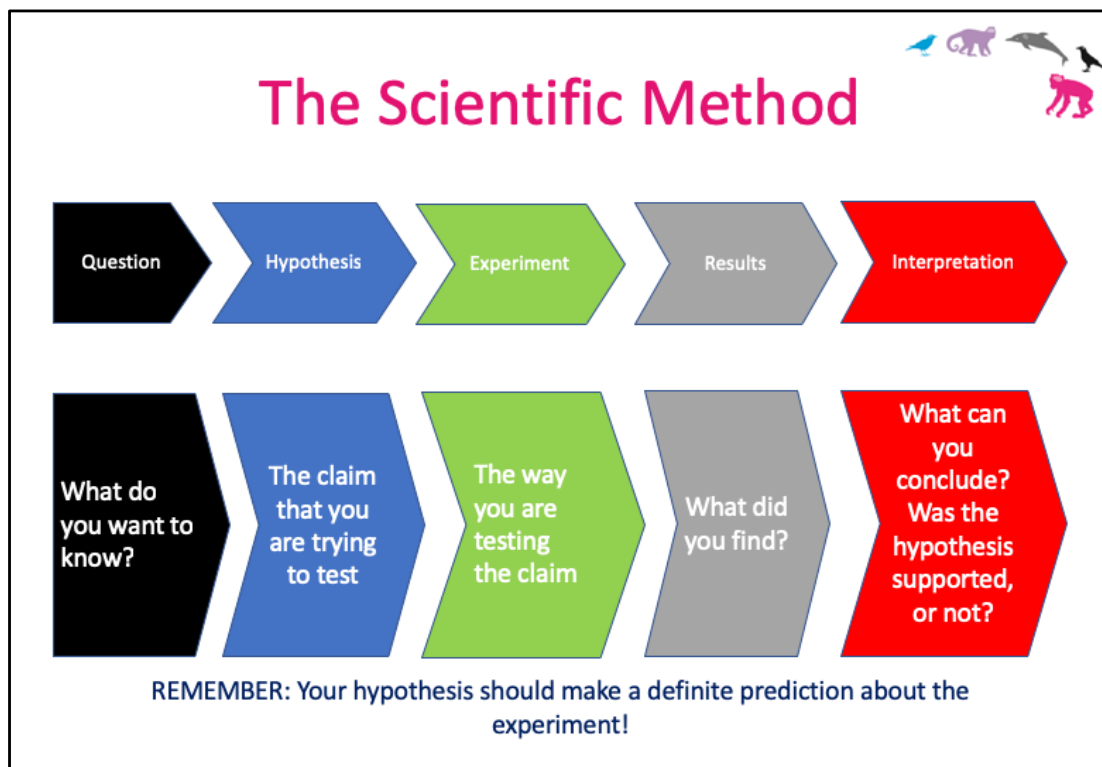 The Scientific Method
Question
Hypothesis
Experiment
Results
Interpretation
What do
you want to
know?
The claim
that you
are trying
to test
The way
you are
testing
the claim
What did
you find?
What can
you
conclude?
Was the
hypothesis
supported,
or not?
REMEMBER: Your hypothesis should make a definite prediction about the
experiment!